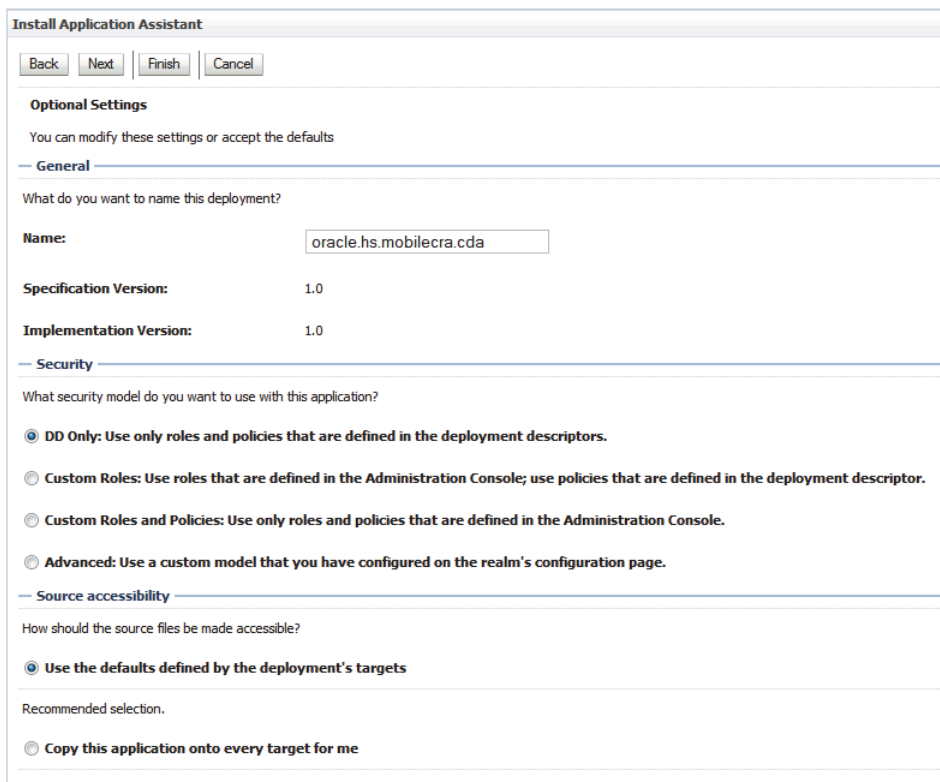 Install Application Assistant
Back Next Finish Cancel
Optional Settings
You can modify these settings or accept the defaults
General
What do you want to name this deployment?
Name: oracle.hs.mobilecra.cda
Specification Version: 1.0
Implementation Version: 1.0
Security
What security model do you want to use with this application?
DD Only: Use only roles and policies that are defined in the deployment descriptors.
Custom Roles: Use roles that are defined in the Administration Console; use policies that are defined in the deployment descriptor.
Custom Roles and Policies: Use only roles and policies that are defined in the Administration Console.
Advanced: Use a custom model that you have configured on the realm's configuration page.
Source accessibility
How should the source files be made accessible?
Use the defaults defined by the deployment's targets
Recommended selection.
Copy this application onto every target for me